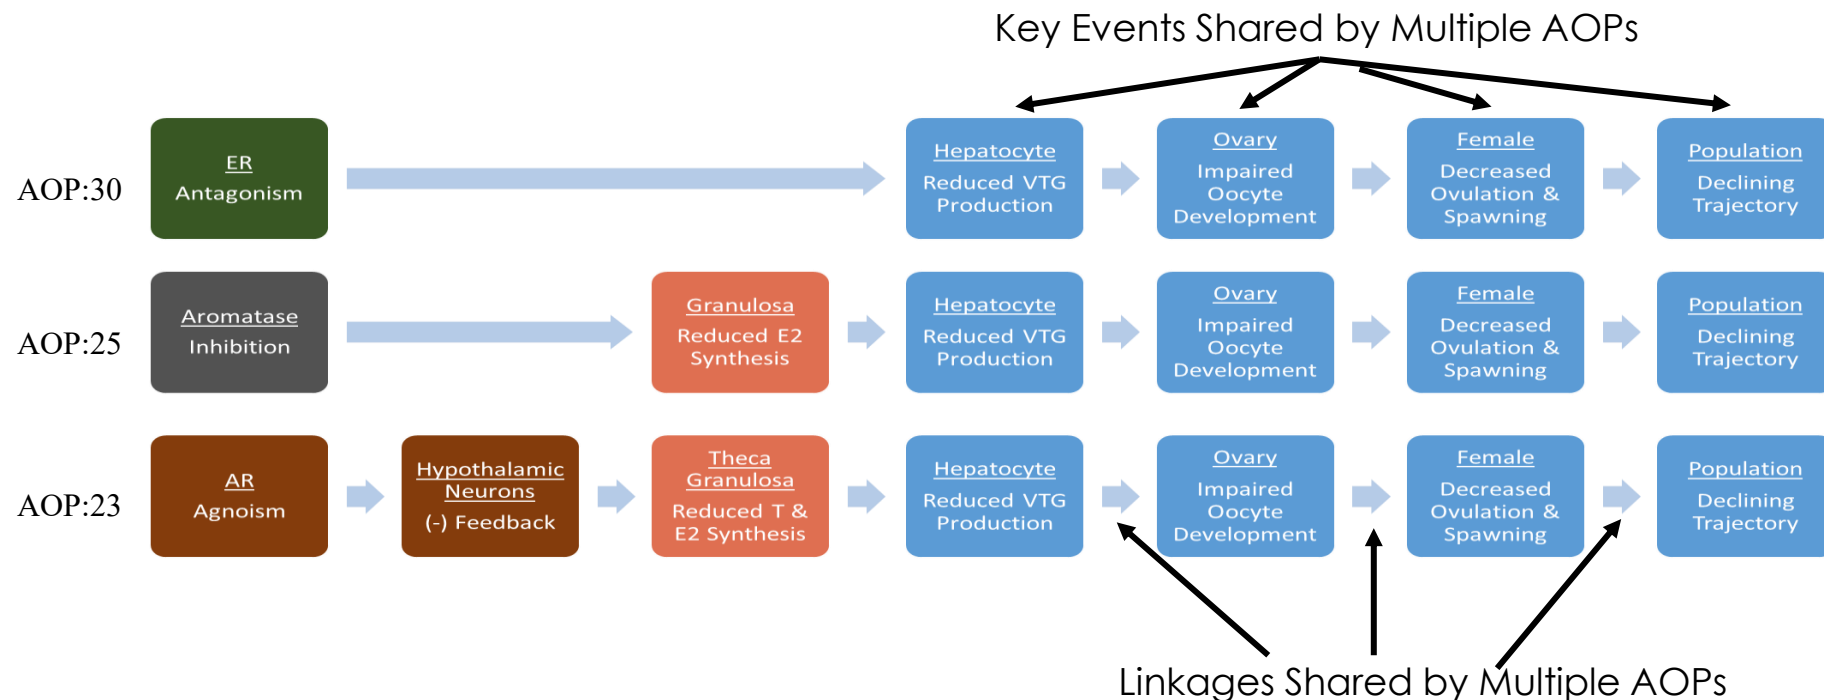 Key Events Shared by Multiple AOPs
AOP:30
ER
Antagonism
Hepatocyte
Reduced VTG
Production
Ovary
Impaired
Oocyte
Development
Female
Decreased
Ovulation &
Spawning
Population
Declining
Trajectory
AOP:25
Aromatase
Inhibition
Granulosa
Reduced E2
Synthesis
Hepatocyte
Reduced VTG
Production
Ovary
Impaired
Oocyte
Development
Female
Decreased
Ovulation &
Spawning
Population
Declining
Trajectory
AOP:23
AR
Agnoism
Hypothalamic
Neurons
(-) Feedback
Theca
Granulosa
Reduced T &
E2 Synthesis
Hepatocyte
Reduced VTG
Production
Ovary
Impaired
Oocyte
Development
Female
Decreased
Ovulation &
Spawning
Population
Declining
Trajectory
Linkages Shared by Multiple AOPs